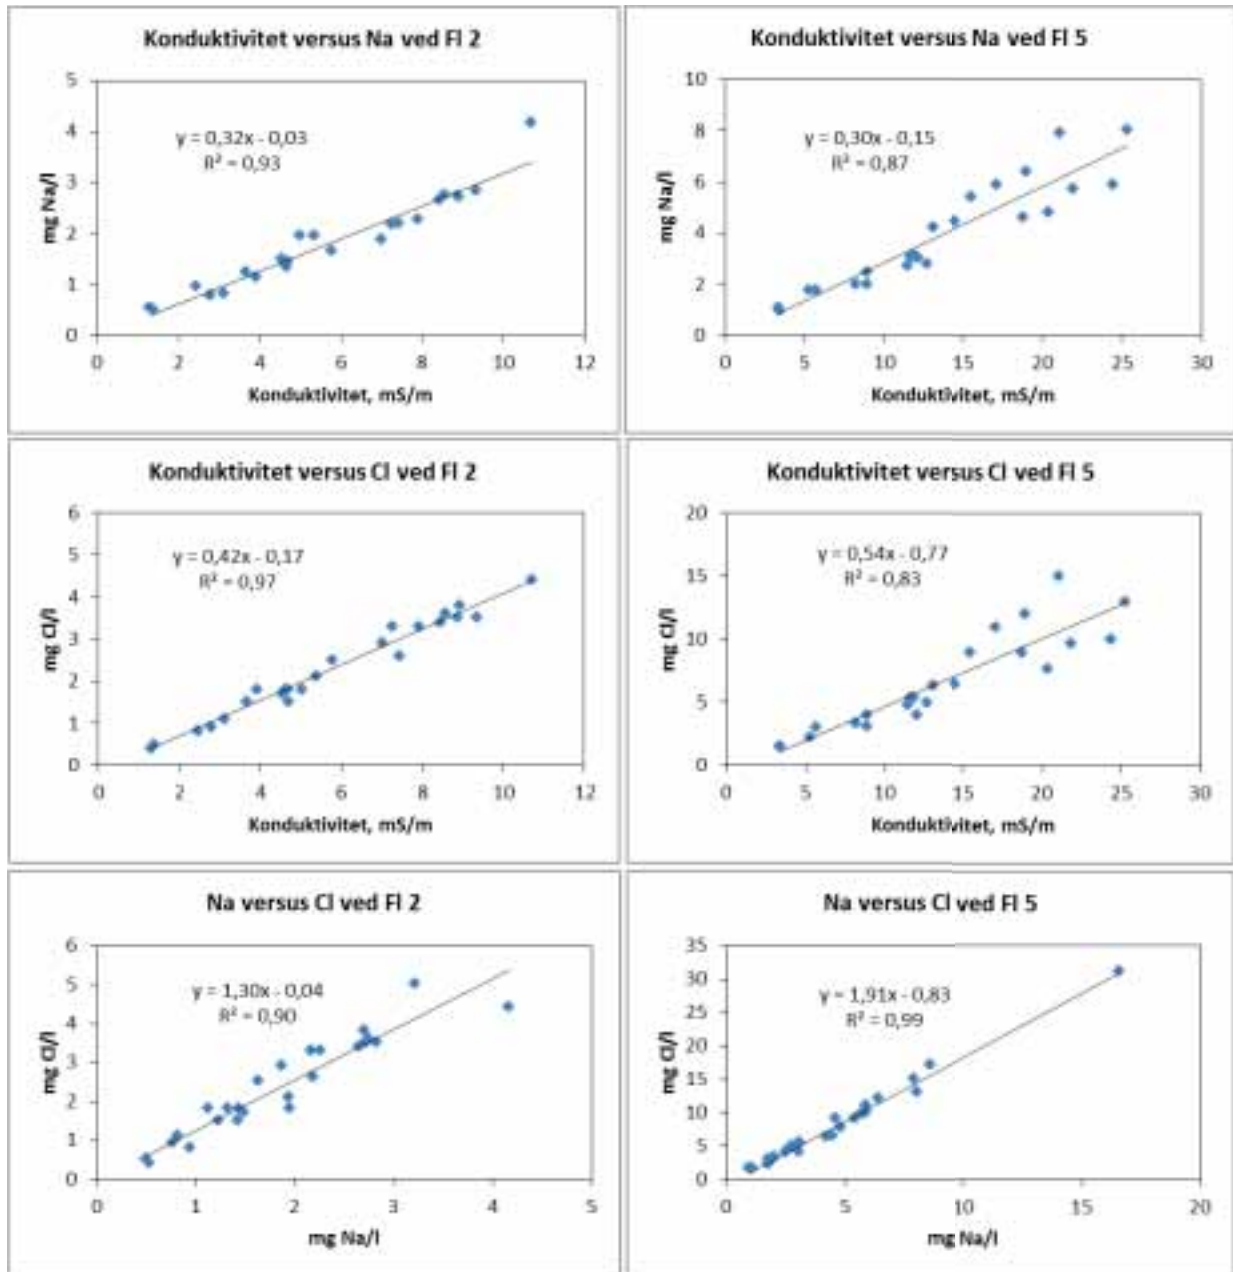 Konduktivitet versus Na ved Fl 2
5
4
3
2
1
0
mg Na/l
y = 0,32x - 0,03
R² = 0,93
0 2 4 6 8 10 12
Konduktivitet, mS/m
Konduktivitet versus Na ved Fl 5
10
8
6
4
2
0
mg Na/l
y = 0,30x - 0,15
R² = 0,87
0 5 10 15 20 25 30
Konduktivitet, mS/m
Konduktivitet versus Cl ved Fl 2
6
5
4
3
2
1
0
mg Cl/l
y = 0,42x - 0,17
R² = 0,97
0 2 4 6 8 10 12
Konduktivitet, mS/m
Konduktivitet versus Cl ved Fl 5
20
15
10
5
0
mg Cl/l
y = 0,54x - 0,77
R² = 0,83
0 5 10 15 20 25 30
Konduktivitet, mS/m
Na versus Cl ved Fl 2
6
5
4
3
2
1
0
mg Cl/l
y = 1,30x - 0,04
R² = 0,90
0 1 2 3 4 5
mg Na/l
Na versus Cl ved Fl 5
35
30
25
20
15
10
5
0
mg Cl/l
y = 1,91x - 0,83
R² = 0,99
0 5 10 15 20
mg Na/l